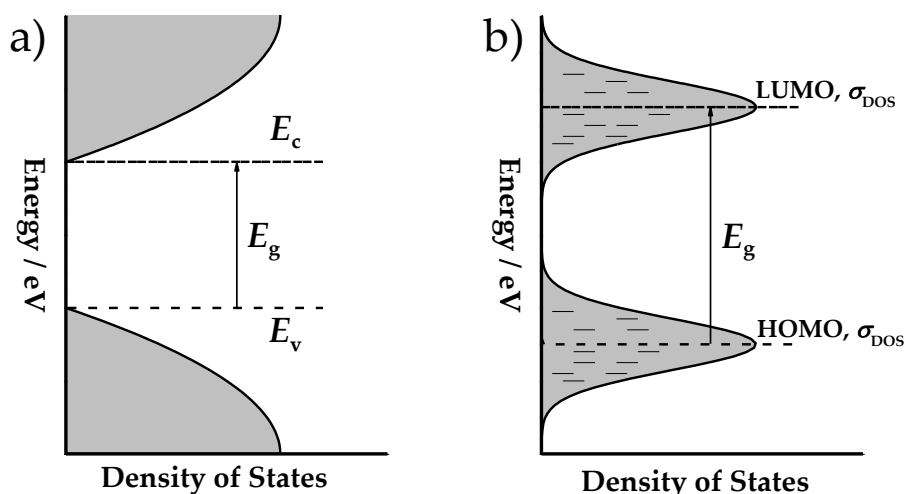 a)
Energy / eV
E_c
E_g
E_v
Density of States
b)
Energy / eV
LUMO, σ_DOS
E_g
HOMO, σ_DOS
Density of States